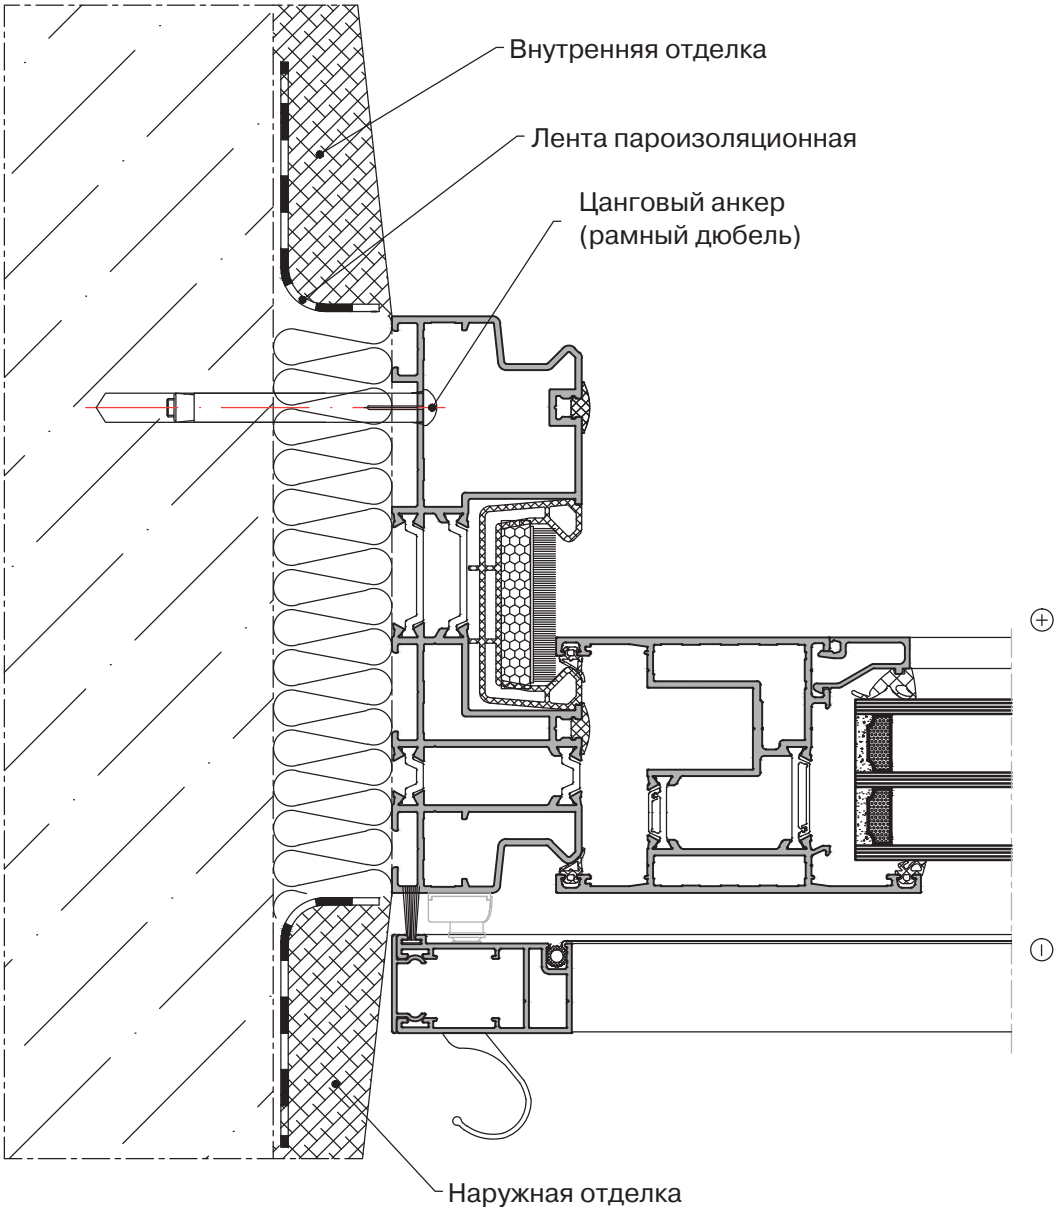 Внутренняя отделка
Лента пароизоляционная
Цанговый анкер
(рамный дюбель)
+
−
Наружная отделка